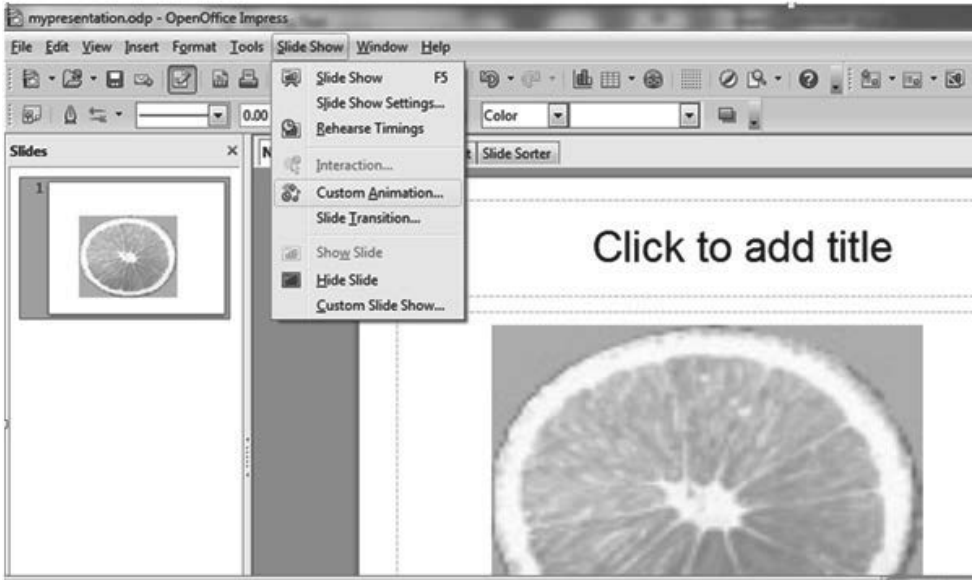 mypresentation.odp - OpenOffice Impress
File Edit View Insert Format Tools Slide Show Window Help
Slide Show F5
Slide Show Settings...
Rehearse Timings
Interaction...
Custom Animation...
Slide Transition...
Show Slide
Hide Slide
Custom Slide Show...
0.00
Color
Slides
N
t Slide Sorter
1
Click to add title